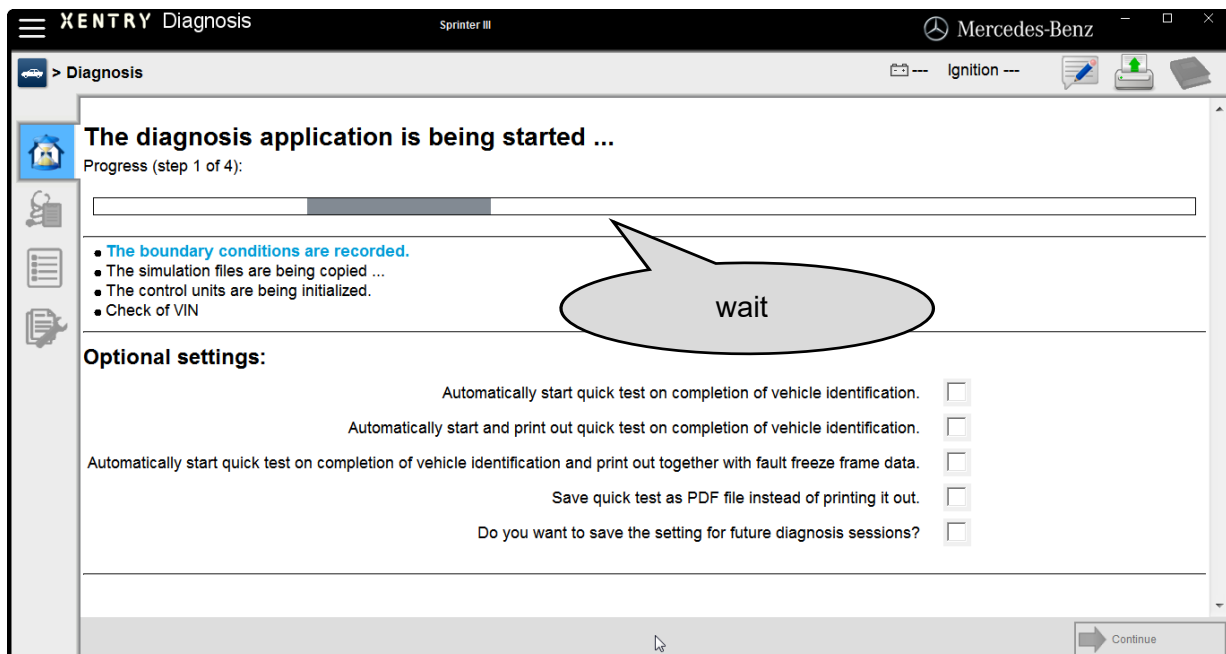 XENTRY Diagnosis
Sprinter III
Mercedes-Benz
> Diagnosis
--- Ignition ---
The diagnosis application is being started ...
Progress (step 1 of 4):
The boundary conditions are recorded.
The simulation files are being copied ...
The control units are being initialized.
Check of VIN
wait
Optional settings:
Automatically start quick test on completion of vehicle identification.
Automatically start and print out quick test on completion of vehicle identification.
Automatically start quick test on completion of vehicle identification and print out together with fault freeze frame data.
Save quick test as PDF file instead of printing it out.
Do you want to save the setting for future diagnosis sessions?
Continue